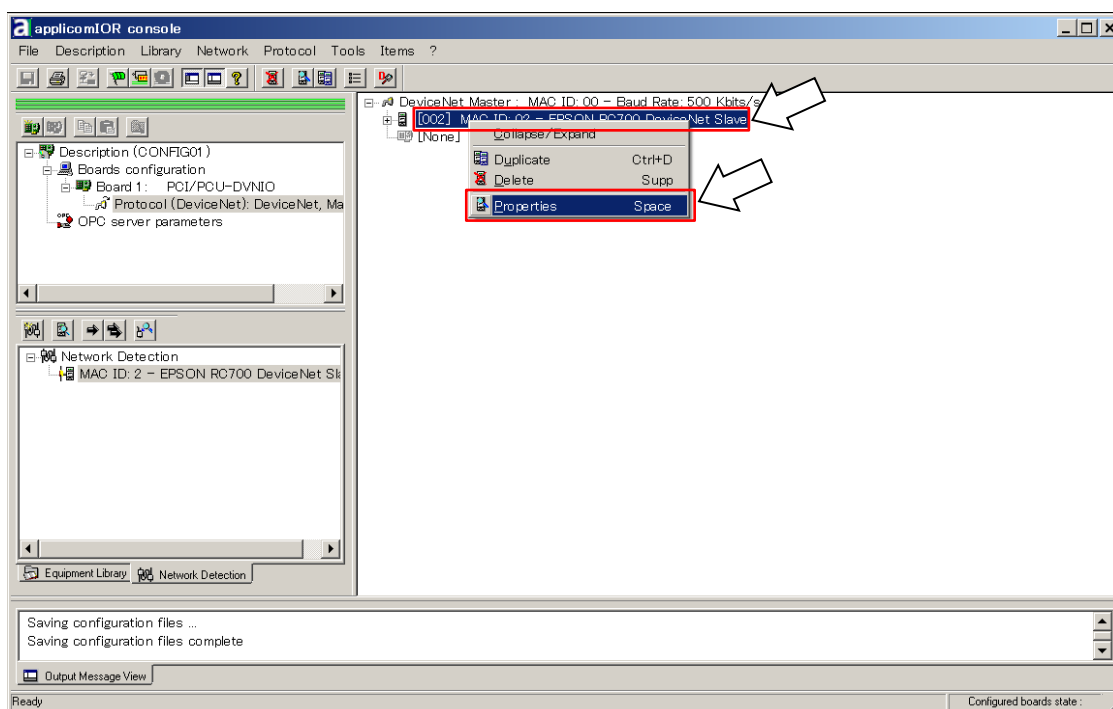 applicomIOR console
File Description Library Network Protocol Tools Items ?
Description (CONFIG01)
Boards configuration
Board 1 : PCI/PCU-DVNIO
Protocol (DeviceNet): DeviceNet, Ma
OPC server parameters
DeviceNet Master : MAC ID: 00 - Baud Rate: 500 Kbits/s
[002] MAC ID: 02 - EPSON RC700 DeviceNet Slave
[None]
Collapse/Expand
Duplicate Ctrl+D
Delete Supp
Properties Space
Network Detection
MAC ID: 2 - EPSON RC700 DeviceNet Sl
Equipment Library Network Detection
Saving configuration files ...
Saving configuration files complete
Output Message View
Ready Configured boards state :